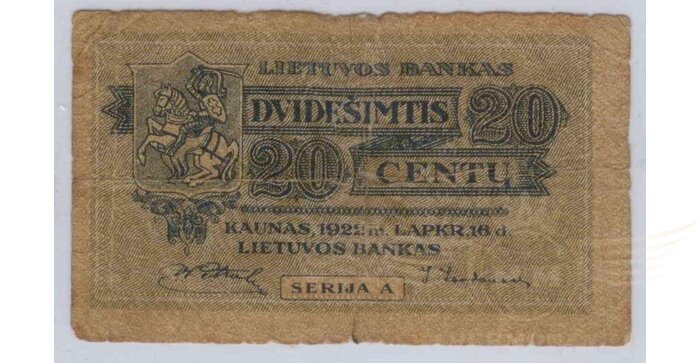 LIETUVOS BANKAS
DVIDEŠIMTIS 20
20 CENTŲ
KAUNAS, 1922 m. LAPKR. 16 d.
LIETUVOS BANKAS
SERIJA A